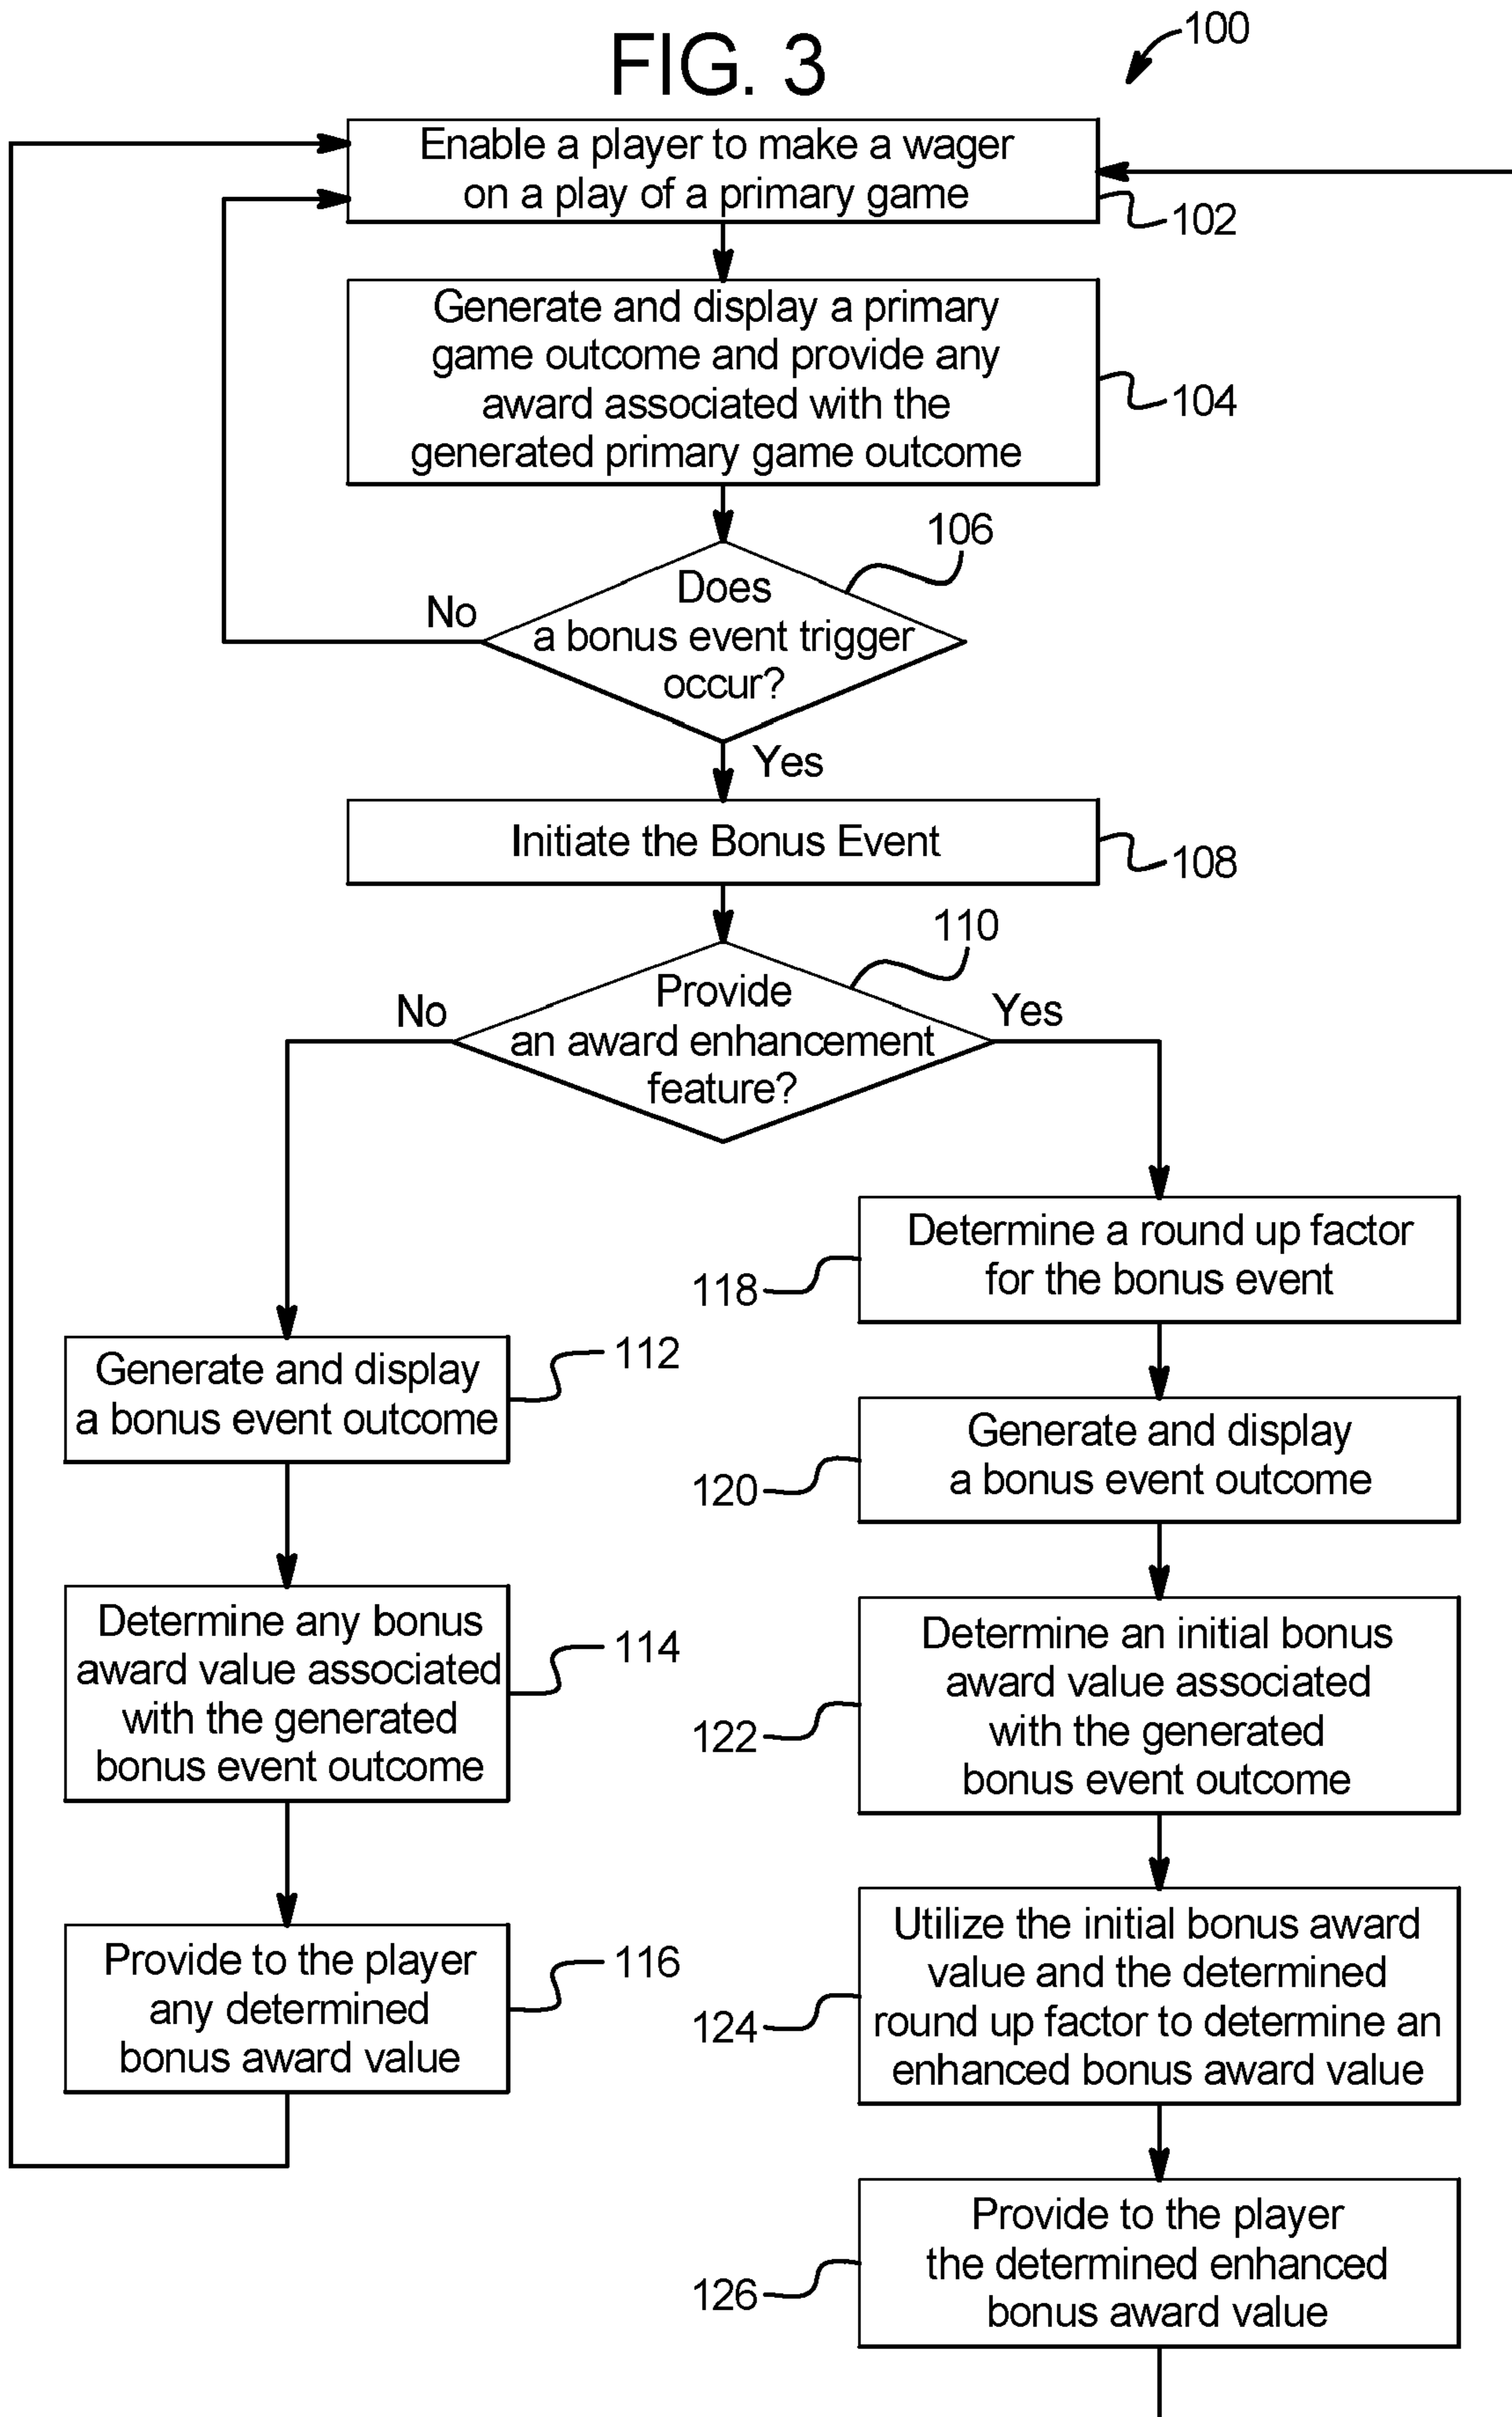 FIG. 3
100
Enable a player to make a wager
on a play of a primary game
102
Generate and display a primary
game outcome and provide any
award associated with the
generated primary game outcome
104
106
Does
a bonus event trigger
occur?
No
Yes
Initiate the Bonus Event
108
110
Provide
an award enhancement
feature?
No
Yes
Generate and display
a bonus event outcome
112
Determine any bonus
award value associated
with the generated
bonus event outcome
114
Provide to the player
any determined
bonus award value
116
Determine a round up factor
for the bonus event
118
Generate and display
a bonus event outcome
120
Determine an initial bonus
award value associated
with the generated
bonus event outcome
122
Utilize the initial bonus award
value and the determined
round up factor to determine an
enhanced bonus award value
124
Provide to the player
the determined enhanced
bonus award value
126